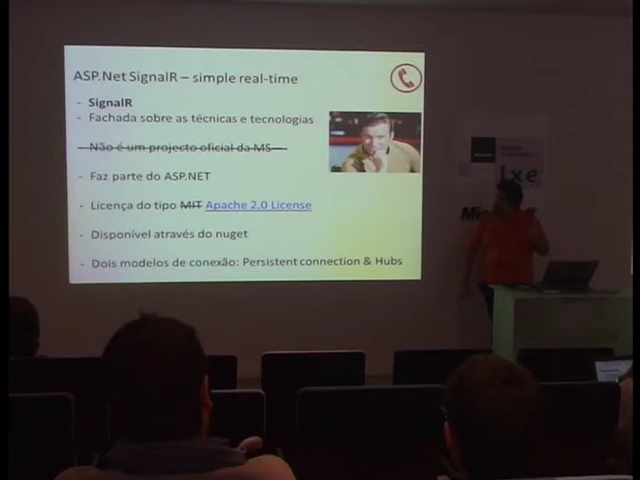 ASP.Net SignalR – simple real-time
- SignalR
- Fachada sobre as técnicas e tecnologias
- Não é um projecto oficial da MS
- Faz parte do ASP.NET
- Licença do tipo MIT Apache 2.0 License
- Disponível através do nuget
- Dois modelos de conexão: Persistent connection & Hubs